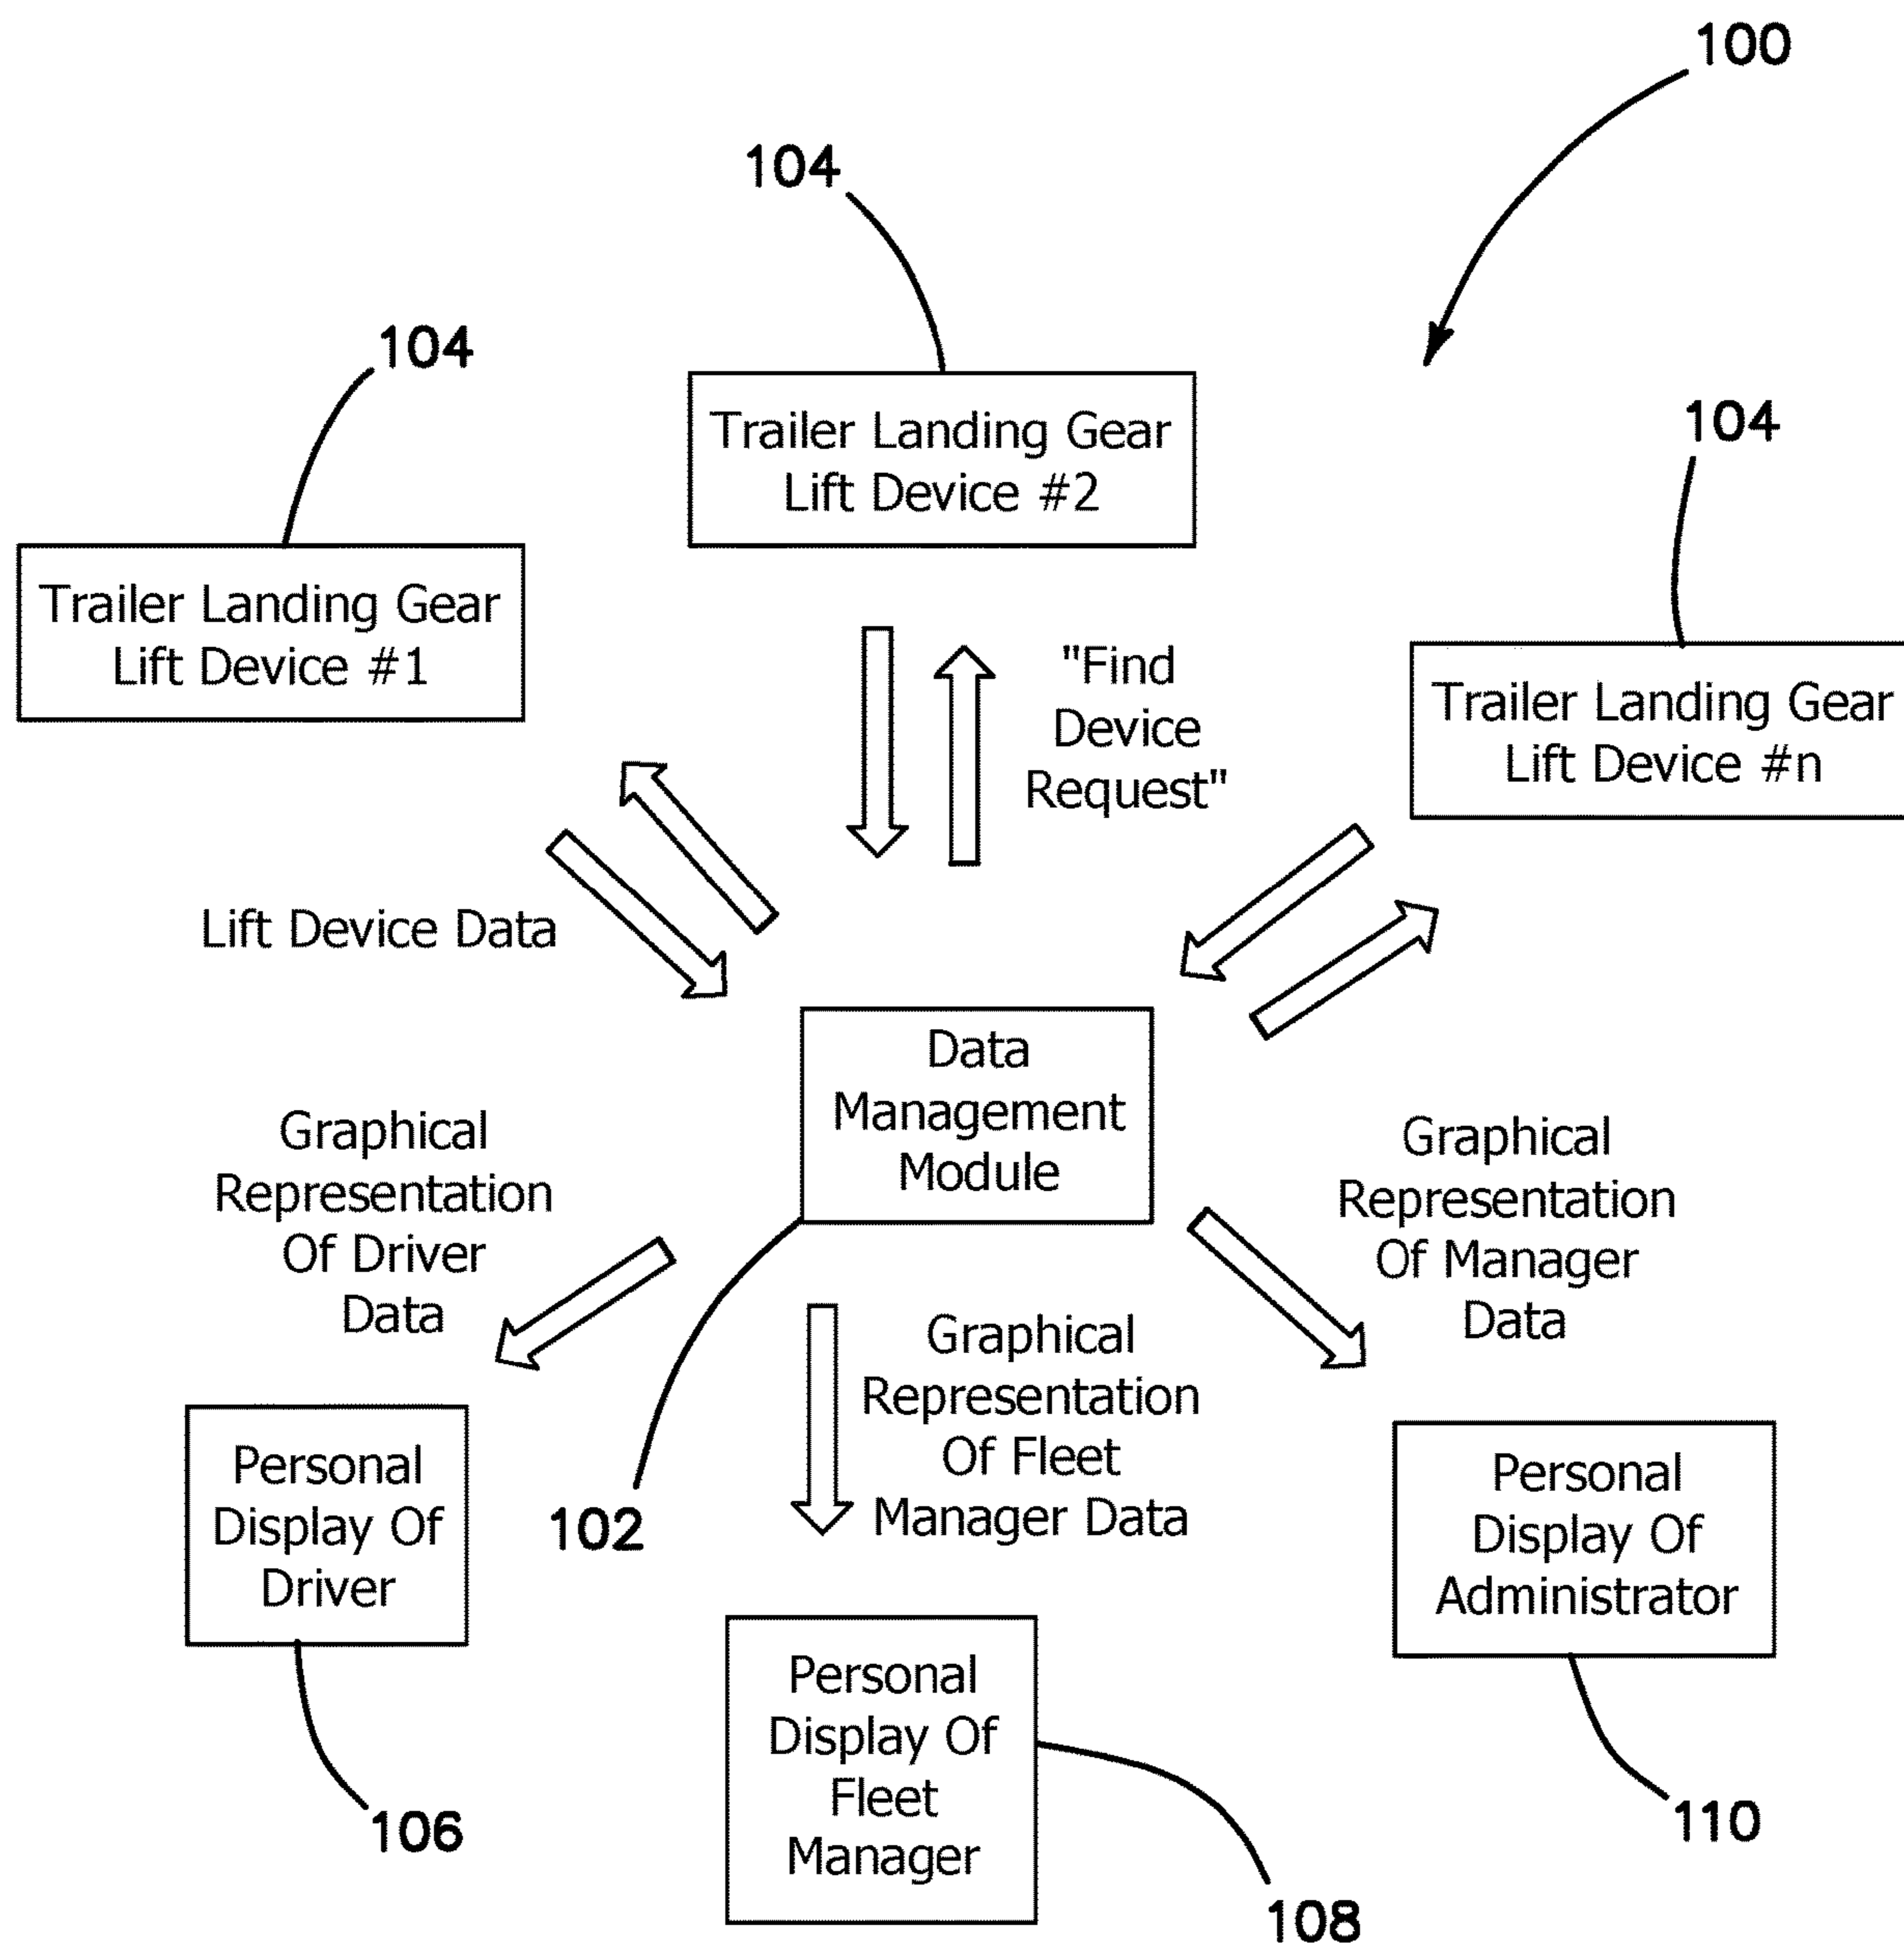 100
104
104
104
Trailer Landing Gear
Lift Device #2
Trailer Landing Gear
Lift Device #1
Trailer Landing Gear
Lift Device #n
"Find
Device
Request"
Lift Device Data
Data
Management
Module
Graphical
Representation
Of Driver
Data
Graphical
Representation
Of Manager
Data
Graphical
Representation
Of Fleet
Manager Data
Personal
Display Of
Driver
102
Personal
Display Of
Administrator
Personal
Display Of
Fleet
Manager
106
108
110